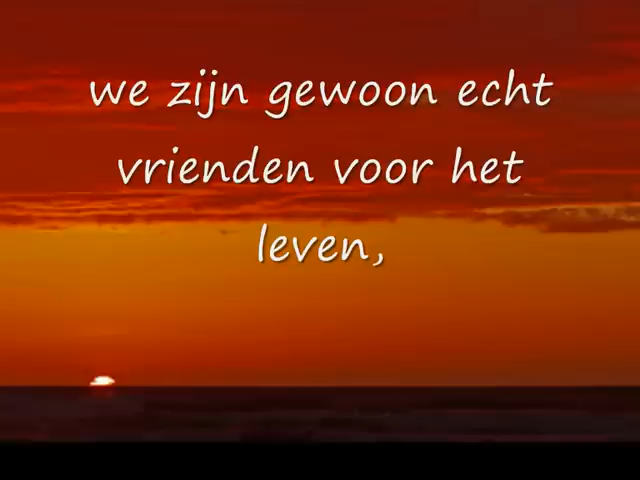 we zijn gewoon echt
vrienden voor het
leven,